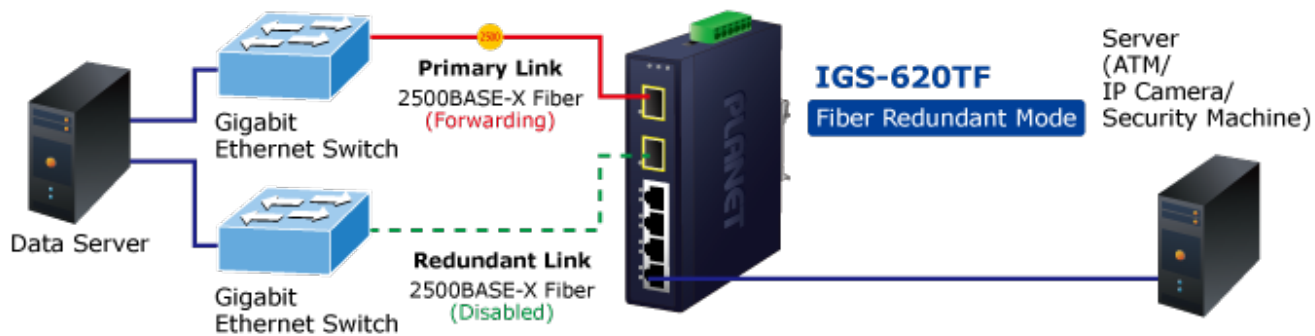 2500
Primary Link
2500BASE-X Fiber
(Forwarding)
Gigabit
Ethernet Switch
Data Server
Gigabit
Ethernet Switch
Redundant Link
2500BASE-X Fiber
(Disabled)
PLANET
IGS-620TF
Fiber Redundant Mode
Server
(ATM/
IP Camera/
Security Machine)